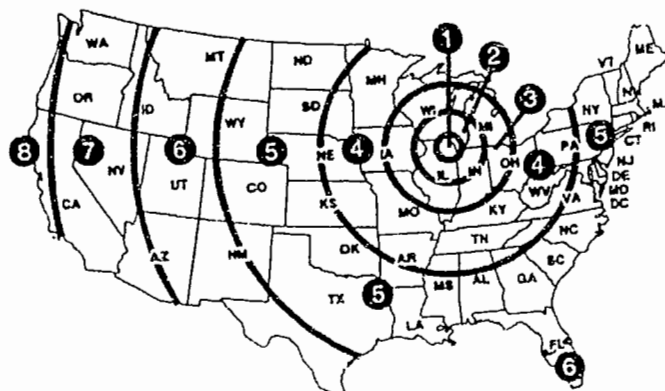 1
2
3
WA
MT
ND
MH
ME
VT
OR
ID
SD
WI
MI
NY
RI
WY
8
7
6
5
NE
4
IA
IL
IN
OH
4
PA
5
CT
NJ
DE
MD
DC
NV
UT
CO
KS
MO
KY
WV
VA
CA
AZ
NM
OK
AR
TN
NC
SC
TX
5
MS
AL
GA
LA
FL
6